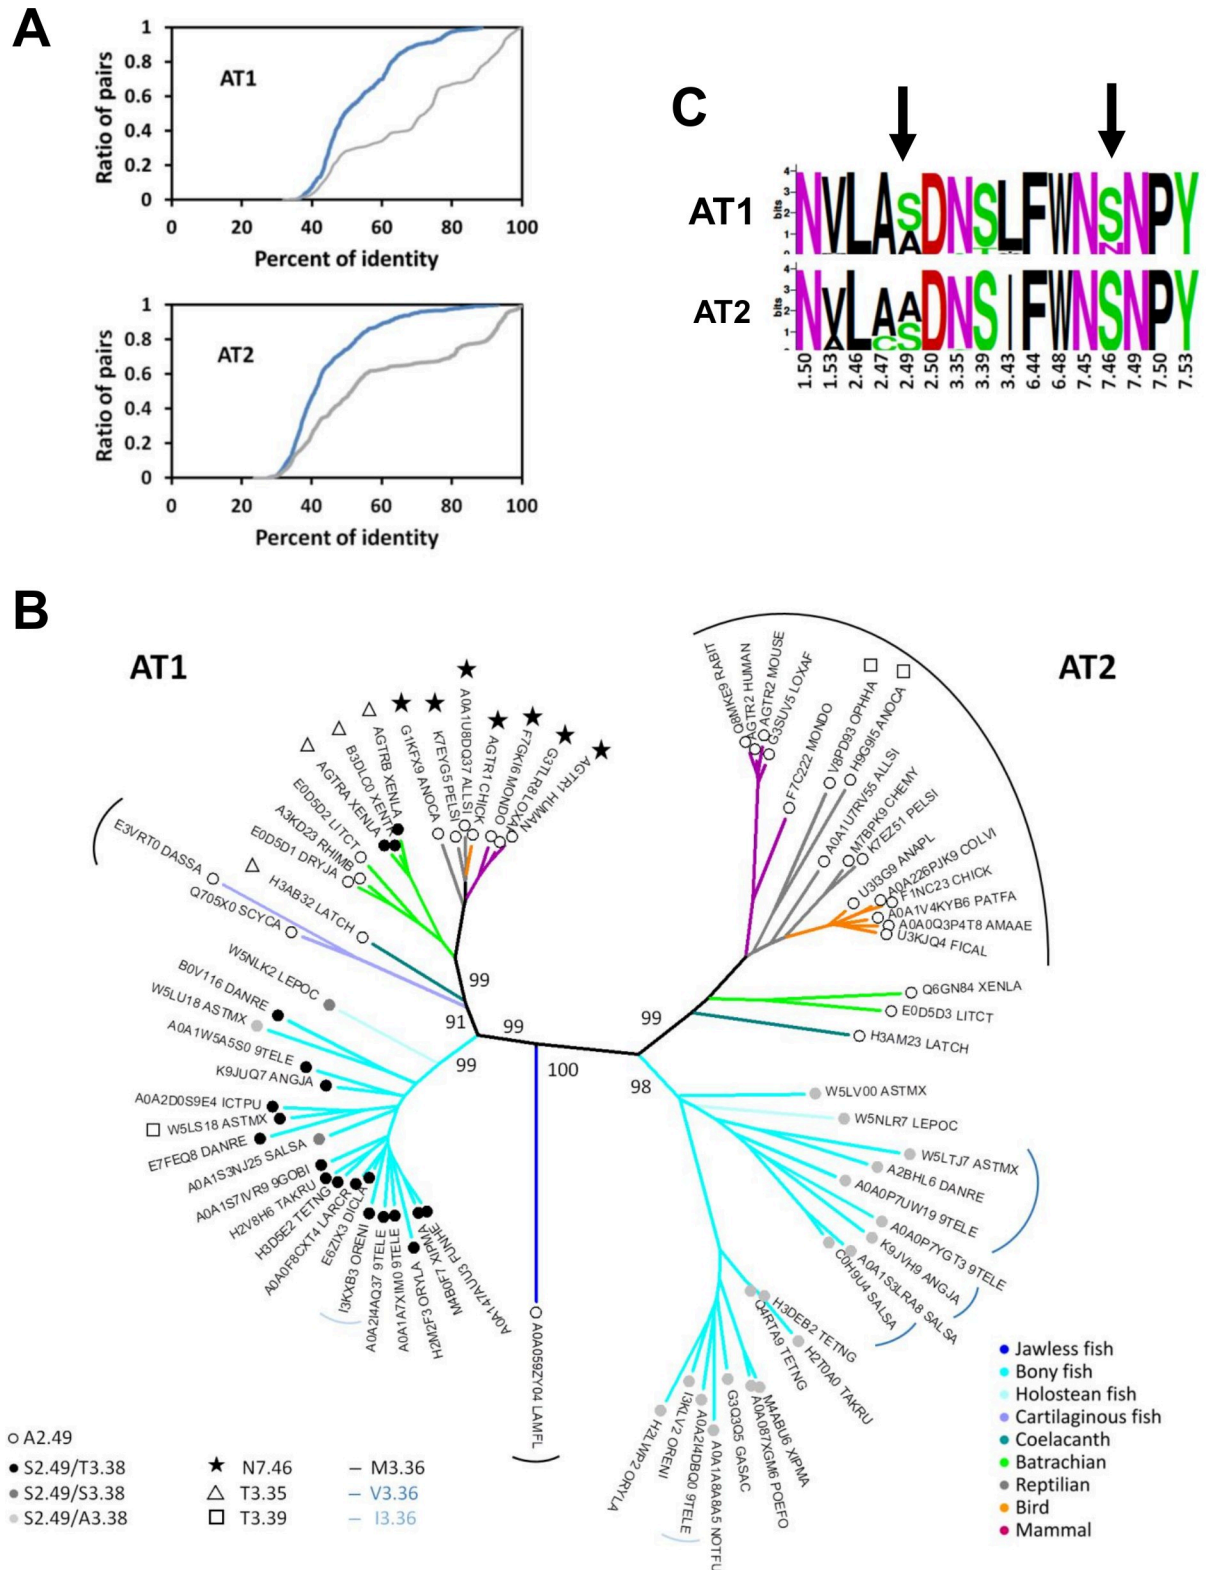 A
1
0.8
0.6
0.4
0.2
0
AT1
Ratio of pairs
0 20 40 60 80 100
Percent of identity
1
0.8
0.6
0.4
0.2
0
AT2
Ratio of pairs
0 20 40 60 80 100
Percent of identity
C
AT1
bits
4
3
2
1
NVLASDNSLFWNSNPY
A
N
AT2
bits
4
3
2
1
NVLAADNSIFWNSNPY
A
C
S
1.50 1.53 2.46 2.47 2.49 2.50 3.35 3.39 3.43 6.44 6.48 7.45 7.46 7.49 7.50 7.53
B
AT1
AT2
E3VRT0 DASSA
Q705X0 SCYCA
H3AB32 LATCH
E0D5D1 DRYJA
A3KD23 RHIMB
E0D5D2 LITCT
AGTRA XENLA
B3DLC0 XENTR
AGTRB XENLA
G1KFX9 ANOCA
K7EYG5 PELSI
A0A1U8DQ37 ALLSI
AGTR1 CHICK
F7GKI6 MONDO
G3TLR8 LOXAF
AGTR1 HUMAN
W5NLK2 LEPOC
B0V116 DANRE
W5LU18 ASTMX
A0A1W5A5S0 9TELE
K9JUQ7 ANGJA
A0A2D0S9E4 ICTPU
W5LS18 ASTMX
E7FEQ8 DANRE
A0A1S3NJ25 SALSA
A0A1S7IVR9 9GOBI
H2V8H6 TAKRU
H3D5E2 TETNG
A0A0F8CXT4 LARCR
E6ZIX3 DICLA
I3KXB3 ORENI
A0A2I4AQ37 9TELE
A0A1A7XIM0 9TELE
H2M2F3 ORYLA
M4B0F7 XIPMA
A0A147AUU3 FUNHE
A0A059ZY04 LAMFL
99
91
99
99
100
99
98
Q8MKE9 RABIT
AGTR2 HUMAN
AGTR2 MOUSE
G3SUV5 LOXAF
F7C222 MONDO
V8PD93 OPHHA
H9G9I5 ANOCA
A0A1U7RV55 ALLSI
M7BPK9 CHEMY
K7EZ51 PELSI
U3I3G9 ANAPL
A0A226PJK9 COLVI
F1NC23 CHICK
A0A1V4KYB6 PATFA
A0A0Q3P4T8 AMAAE
U3KJQ4 FICAL
Q6GN84 XENLA
E0D5D3 LITCT
H3AM23 LATCH
W5LV00 ASTMX
W5NLR7 LEPOC
W5LTJ7 ASTMX
A2BHL6 DANRE
A0A0P7UW19 9TELE
A0A0P7YGT3 9TELE
K9JVH9 ANGJA
A0A1S3LRA8 SALSA
C0H9U4 SALSA
H3DEB2 TETNG
Q4RTA9 TETNG
H2T0A0 TAKRU
M4ABU6 XIPMA
A0A087XGM6 POEFO
G3Q3Q5 GASAC
A0A1A8A8A5 NOTFU
A0A2I4DBQ0 9TELE
I3KLV2 ORENI
H2LWP2 ORYLA
A2.49
S2.49/T3.38
S2.49/S3.38
S2.49/A3.38
N7.46
T3.35
T3.39
M3.36
V3.36
I3.36
Jawless fish
Bony fish
Holostean fish
Cartilaginous fish
Coelacanth
Batrachian
Reptilian
Bird
Mammal